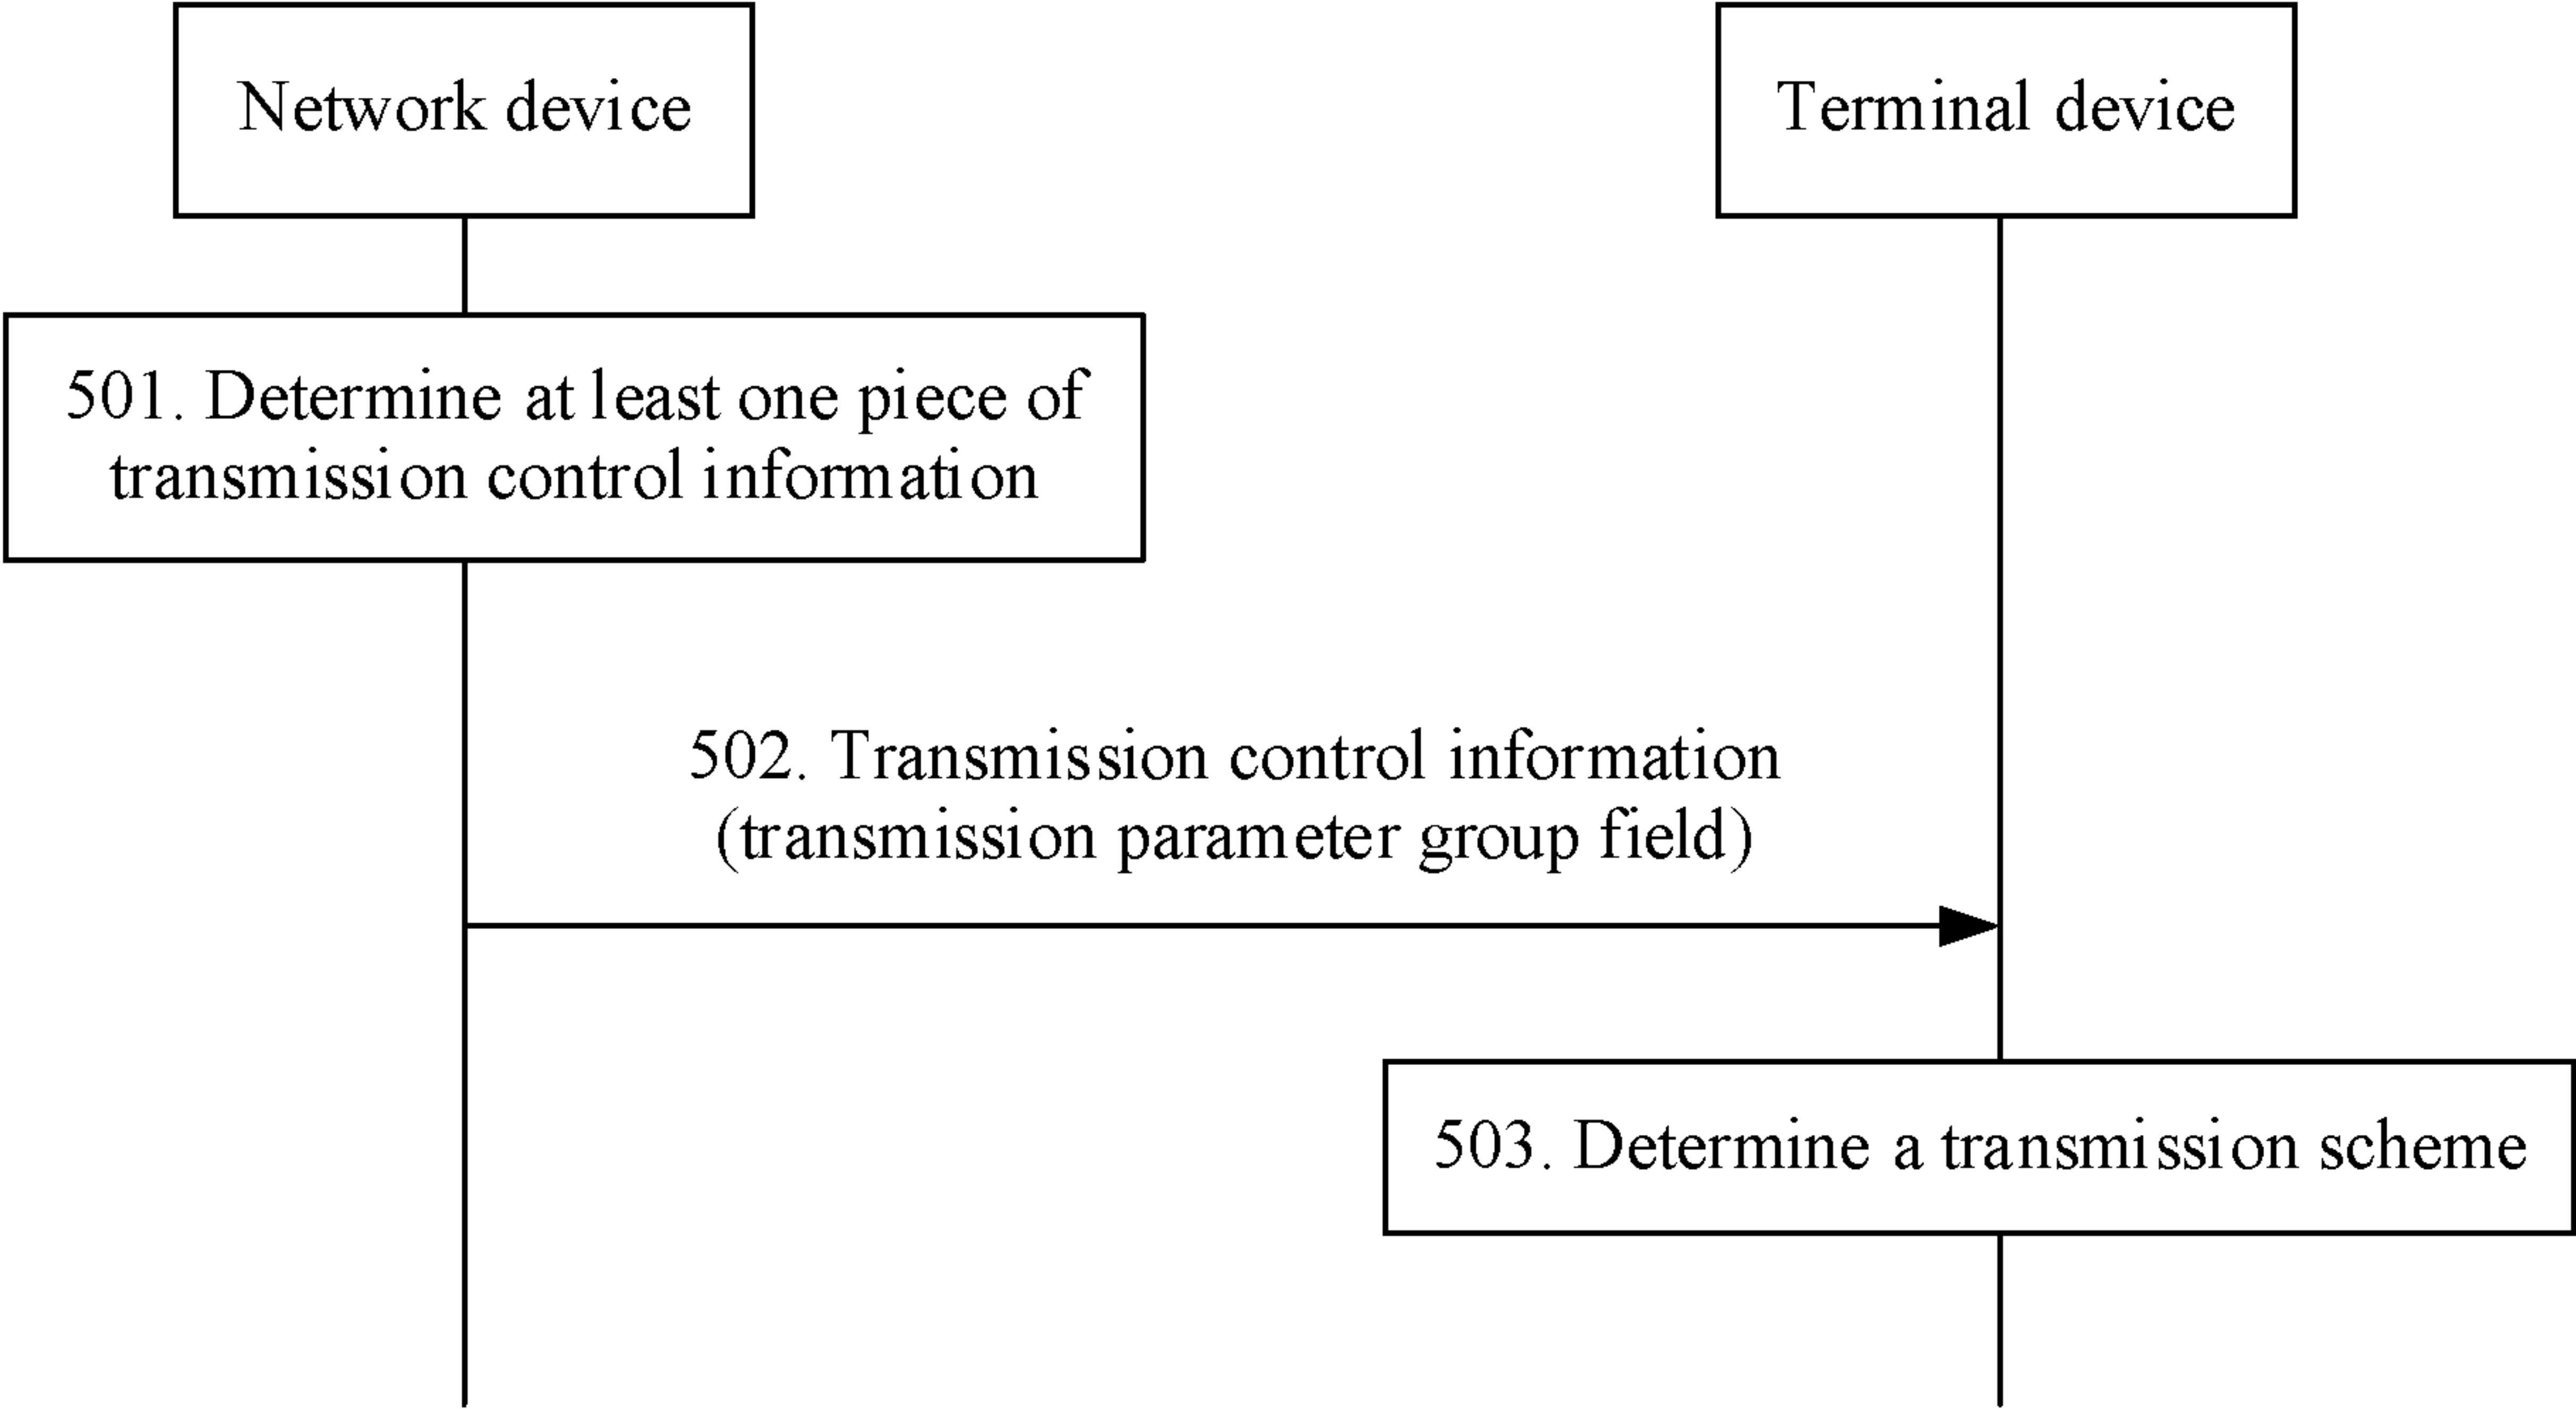 Network device
Terminal device
501. Determine at least one piece of
transmission control information
502. Transmission control information
(transmission parameter group field)
503. Determine a transmission scheme